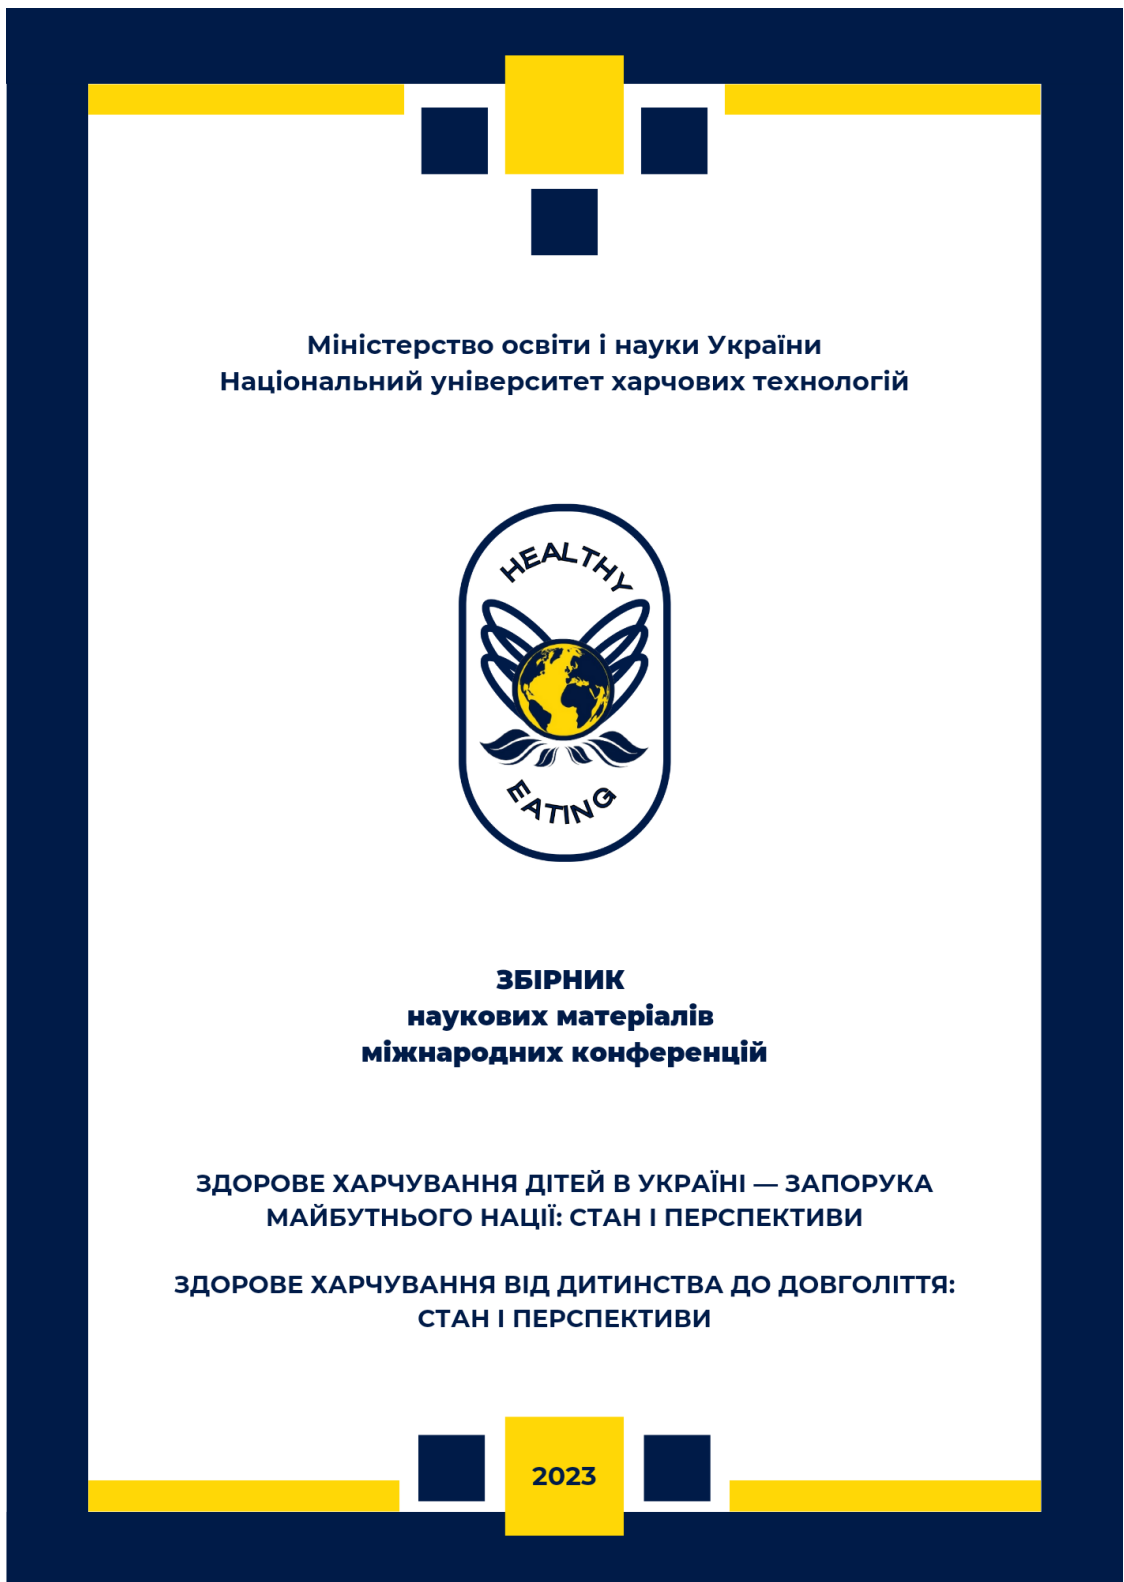 Міністерство освіти і науки України
Національний університет харчових технологій
HEALTHY
EATING
ЗБІРНИК
наукових матеріалів
міжнародних конференцій
ЗДОРОВЕ ХАРЧУВАННЯ ДІТЕЙ В УКРАЇНІ — ЗАПОРУКА
МАЙБУТНЬОГО НАЦІЇ: СТАН І ПЕРСПЕКТИВИ
ЗДОРОВЕ ХАРЧУВАННЯ ВІД ДИТИНСТВА ДО ДОВГОЛІТТЯ:
СТАН І ПЕРСПЕКТИВИ
2023